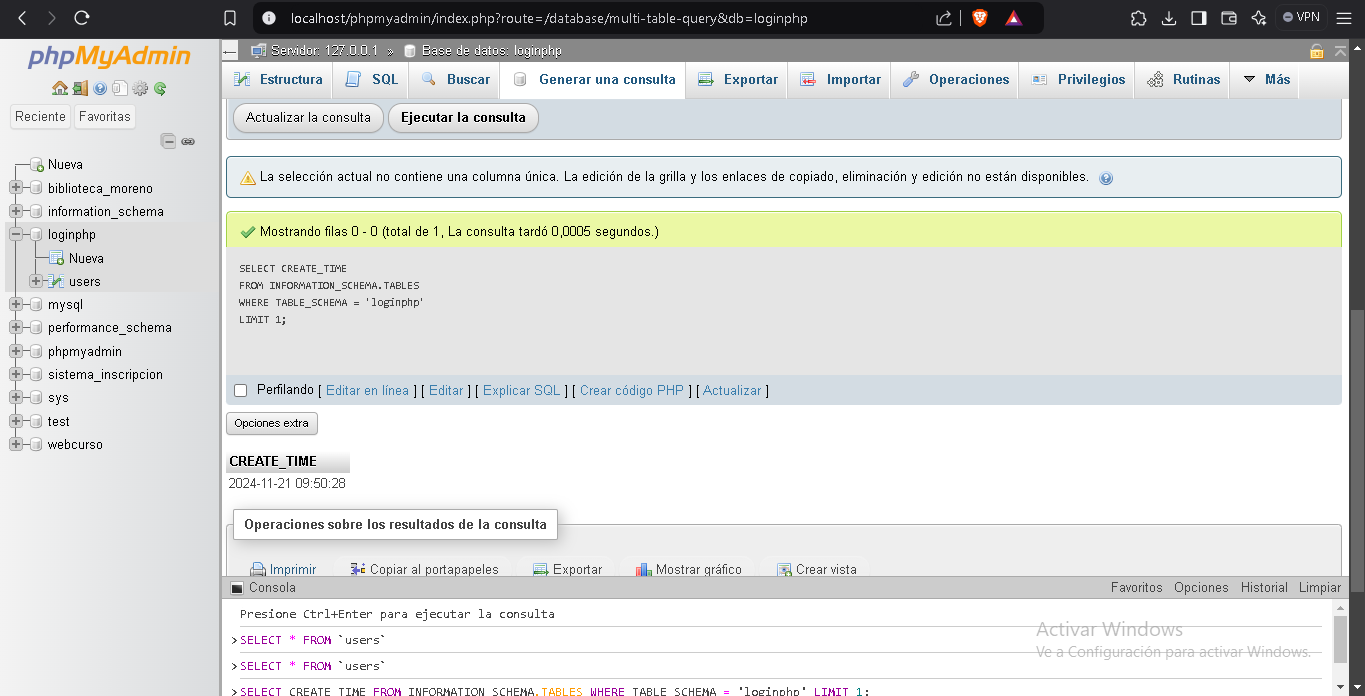 localhost/phpmyadmin/index.php?route=/database/multi-table-query&db=loginphp
VPN
phpMyAdmin
Reciente
Favoritas
Nueva
biblioteca_moreno
information_schema
loginphp
Nueva
users
mysql
performance_schema
phpmyadmin
sistema_inscripcion
sys
test
webcurso
Servidor: 127.0.0.1 » Base de datos: loginphp
Estructura
SQL
Buscar
Generar una consulta
Exportar
Importar
Operaciones
Privilegios
Rutinas
Más
Actualizar la consulta
Ejecutar la consulta
La selección actual no contiene una columna única. La edición de la grilla y los enlaces de copiado, eliminación y edición no están disponibles.
Mostrando filas 0 - 0 (total de 1, La consulta tardó 0,0005 segundos.)
SELECT CREATE_TIME
FROM INFORMATION_SCHEMA.TABLES
WHERE TABLE_SCHEMA = 'loginphp'
LIMIT 1;
Perfilando [ Editar en línea ] [ Editar ] [ Explicar SQL ] [ Crear código PHP ] [ Actualizar ]
Opciones extra
CREATE_TIME
2024-11-21 09:50:28
Operaciones sobre los resultados de la consulta
Imprimir
Copiar al portapapeles
Exportar
Mostrar gráfico
Crear vista
Consola
Favoritos
Opciones
Historial
Limpiar
Presione Ctrl+Enter para ejecutar la consulta
>SELECT * FROM `users`
>SELECT * FROM `users`
>SELECT CREATE_TIME FROM INFORMATION_SCHEMA.TABLES WHERE TABLE_SCHEMA = 'loginphp' LIMIT 1;
Activar Windows
Ve a Configuración para activar Windows.